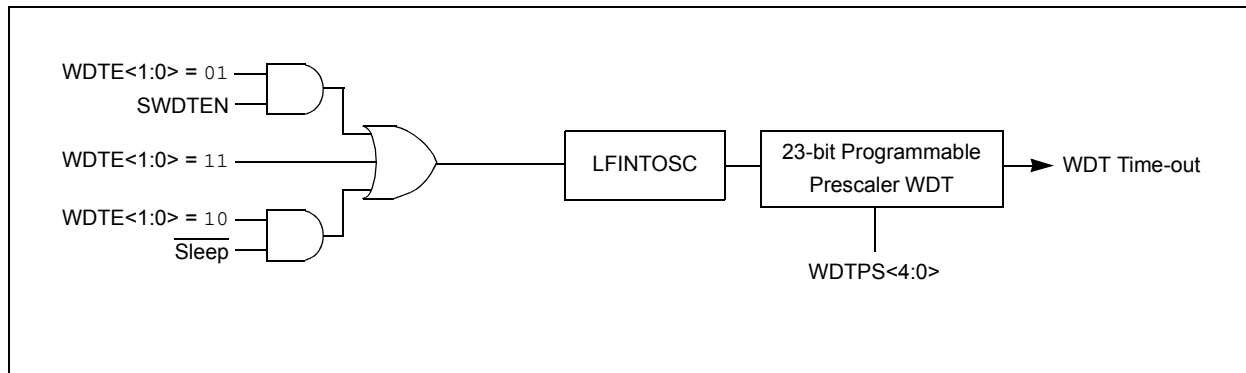 WDTE<1:0> = 01
SWDTEN
WDTE<1:0> = 11
WDTE<1:0> = 10
Sleep
LFINTOSC
23-bit Programmable
Prescaler WDT
WDT Time-out
WDTPS<4:0>